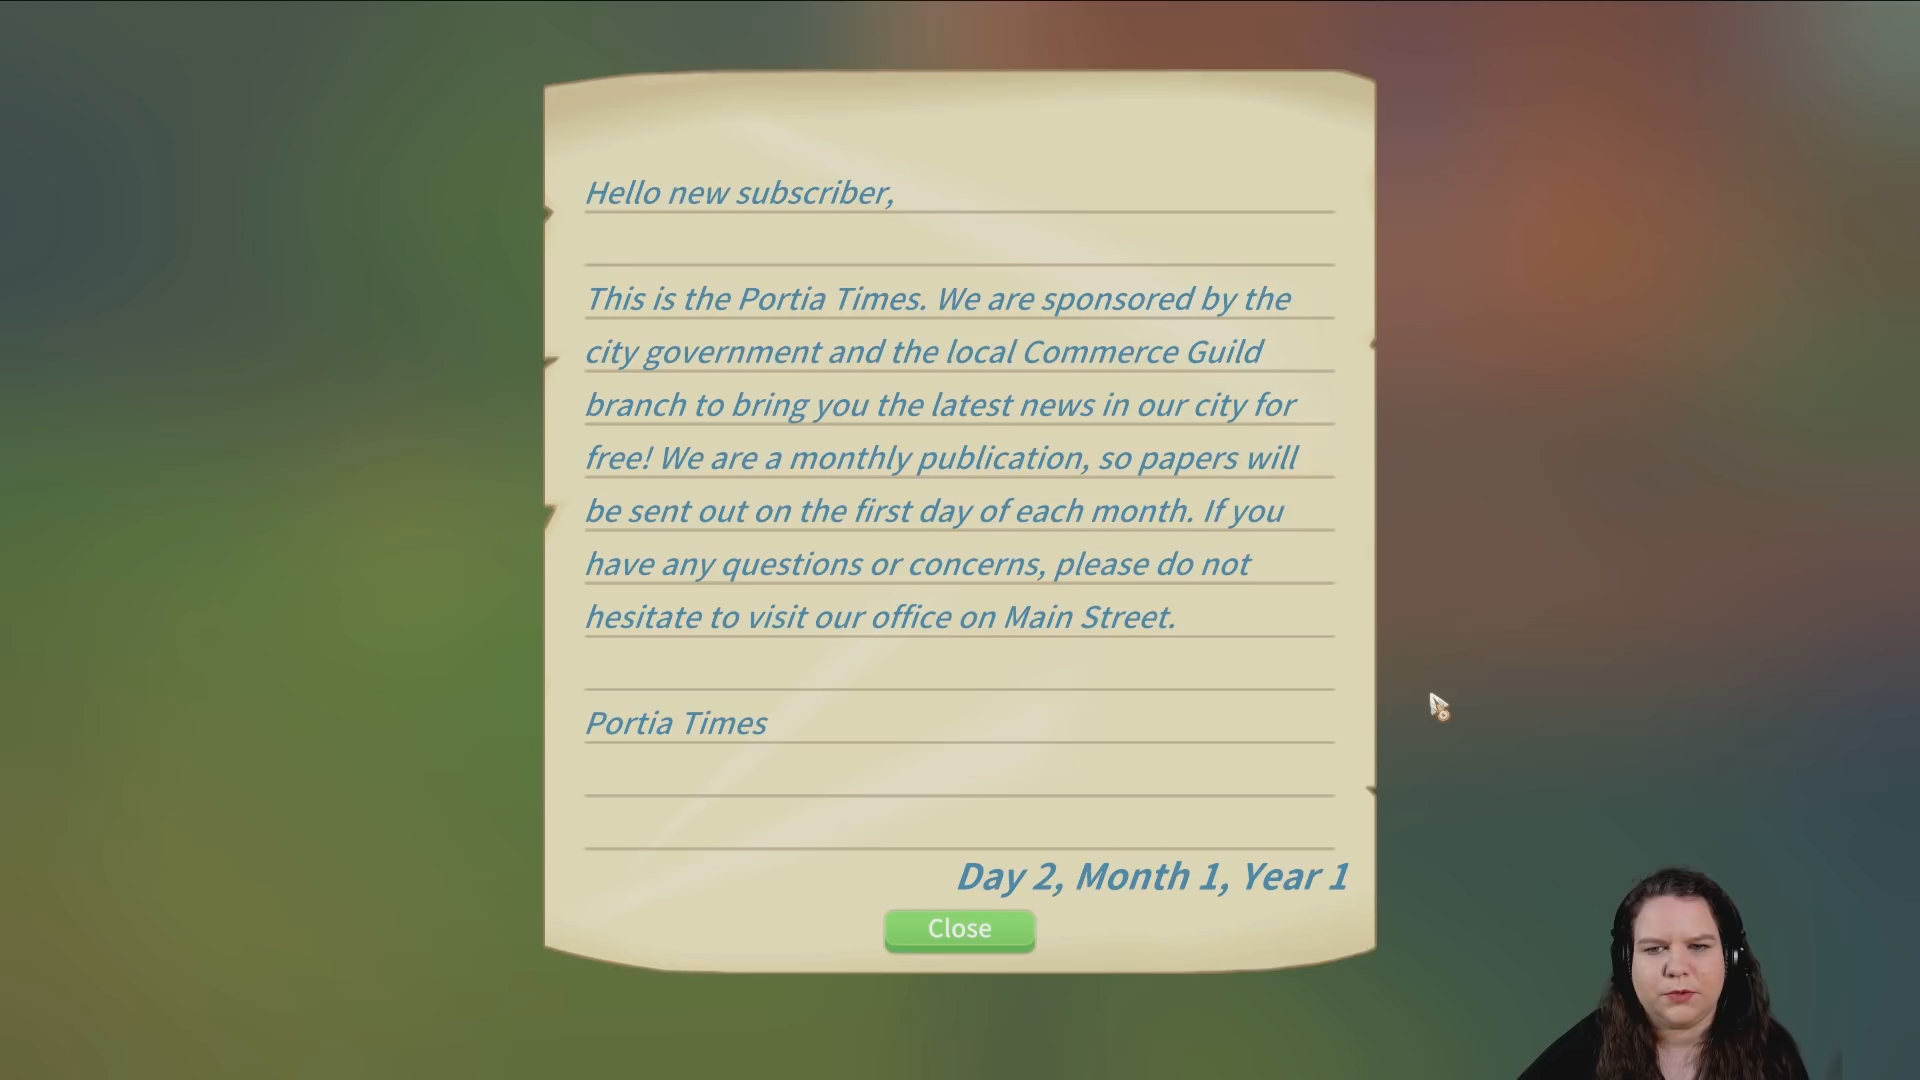 Hello new subscriber,
This is the Portia Times. We are sponsored by the
city government and the local Commerce Guild
branch to bring you the latest news in our city for
free! We are a monthly publication, so papers will
be sent out on the first day of each month. If you
have any questions or concerns, please do not
hesitate to visit our office on Main Street.
Portia Times
Day 2, Month 1, Year 1
Close